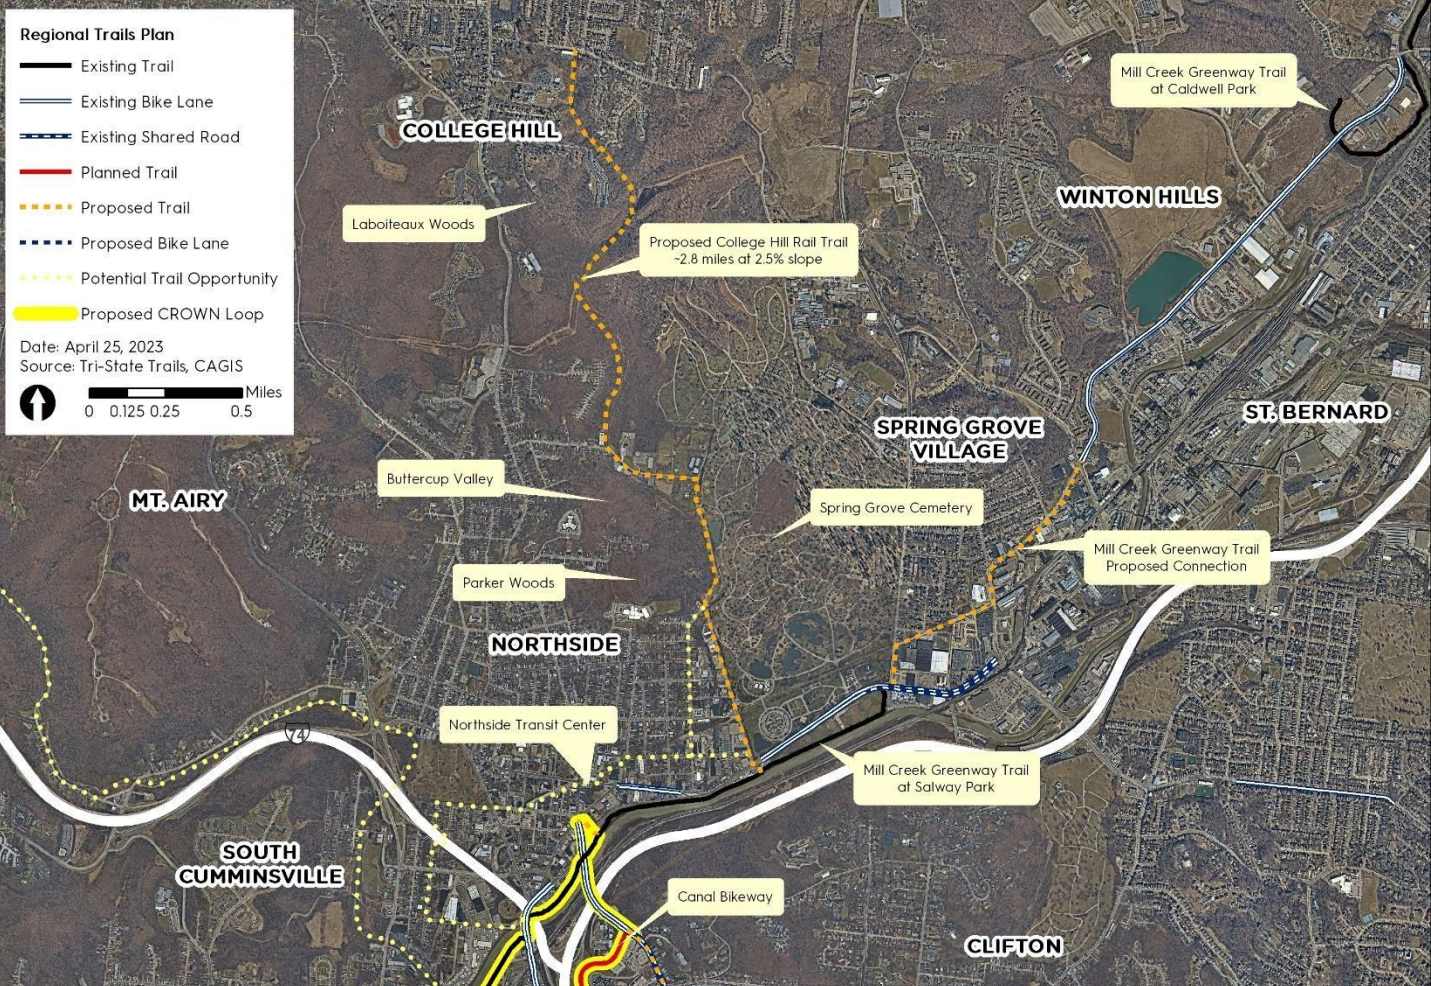 Regional Trails Plan
Existing Trail
Existing Bike Lane
Existing Shared Road
Planned Trail
Proposed Trail
Proposed Bike Lane
Potential Trail Opportunity
Proposed CROWN Loop
Date: April 25, 2023
Source: Tri-State Trails, CAGIS
Miles
0 0.125 0.25 0.5
Mill Creek Greenway Trail
at Caldwell Park
COLLEGE HILL
WINTON HILLS
Laboiteaux Woods
Proposed College Hill Rail Trail
~2.8 miles at 2.5% slope
ST. BERNARD
SPRING GROVE
VILLAGE
Buttercup Valley
MT. AIRY
Spring Grove Cemetery
Mill Creek Greenway Trail
Proposed Connection
Parker Woods
NORTHSIDE
Northside Transit Center
74
Mill Creek Greenway Trail
at Salway Park
SOUTH
CUMMINSVILLE
Canal Bikeway
CLIFTON